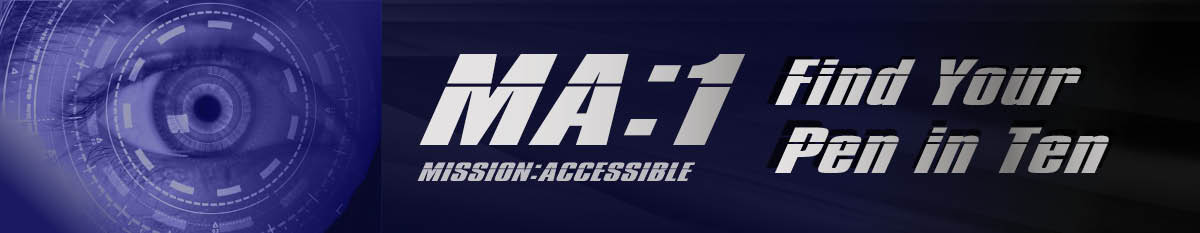 MA:1
MISSION:ACCESSIBLE
Find Your
Pen in Ten